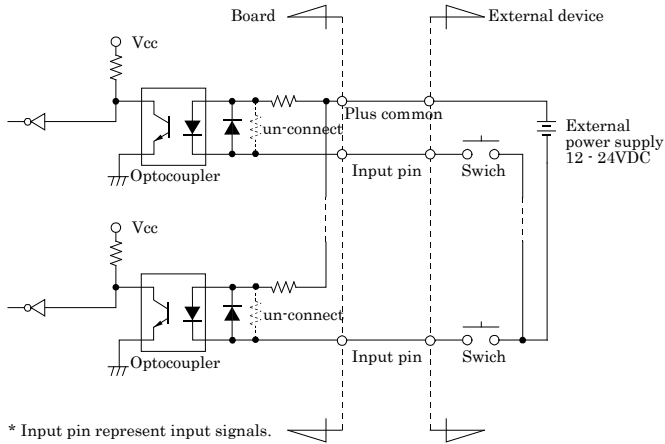 Board
External device
Vcc
Plus common
un-connect
External
power supply
12 - 24VDC
Optocoupler
Input pin
Swich
Vcc
un-connect
Optocoupler
Input pin
Swich
* Input pin represent input signals.